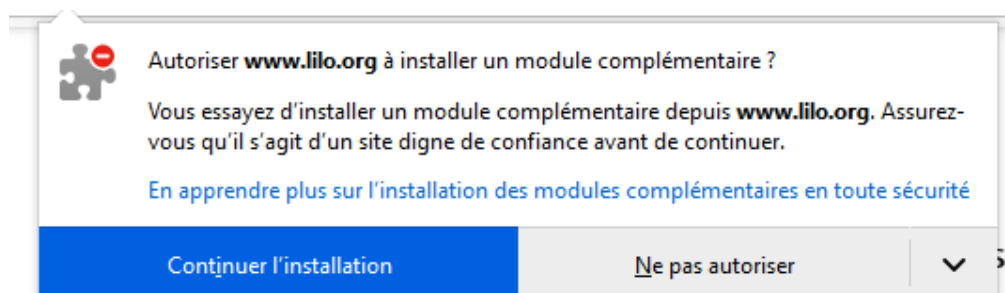 Autoriser www.lilo.org à installer un module complémentaire ?
Vous essayez d’installer un module complémentaire depuis www.lilo.org. Assurez-
vous qu’il s’agit d’un site digne de confiance avant de continuer.
En apprendre plus sur l’installation des modules complémentaires en toute sécurité
Continuer l’installation
Ne pas autoriser